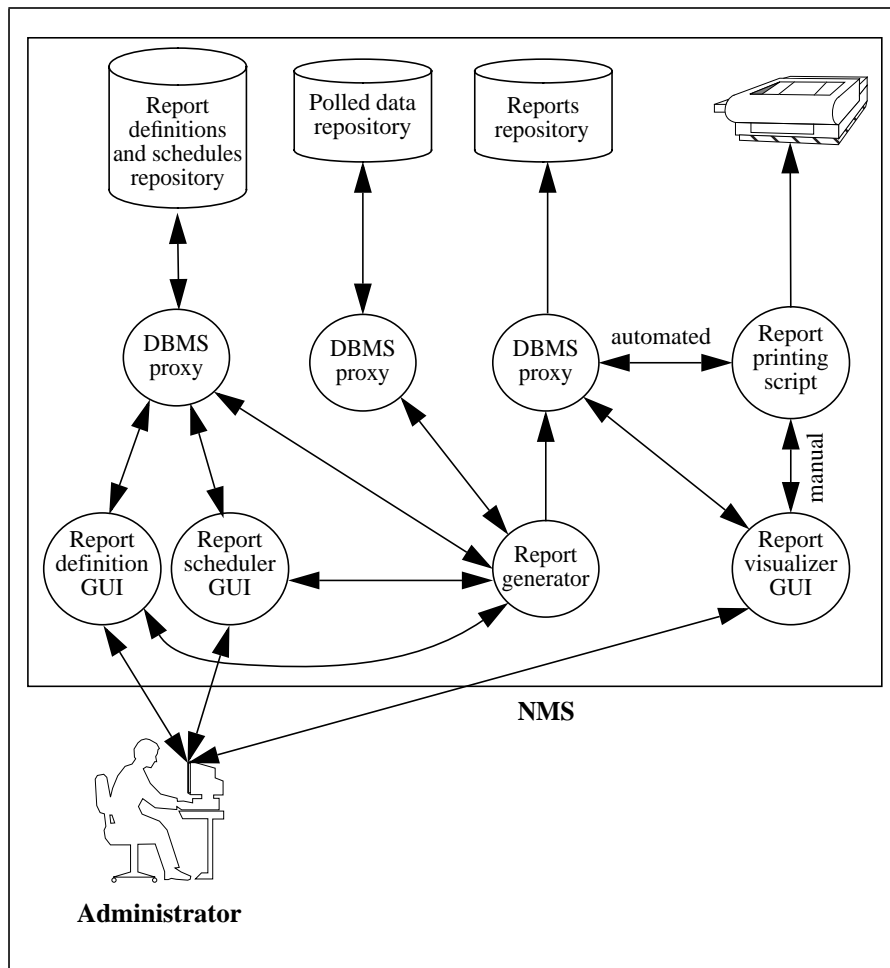 Report
definitions
and schedules
repository
Polled data
repository
Reports
repository
DBMS
proxy
DBMS
proxy
DBMS
proxy
automated
Report
printing
script
manual
Report
definition
GUI
Report
scheduler
GUI
Report
generator
Report
visualizer
GUI
NMS
Administrator